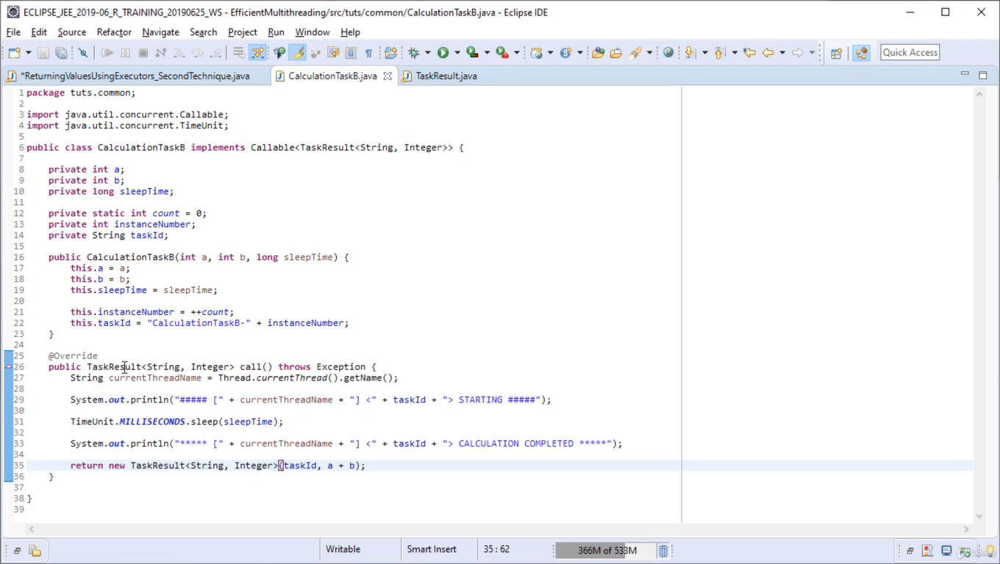 ECLIPSE_JEE_2019-06_R_TRAINING_20190625_WS - EfficientMultithreading/src/tuts/common/CalculationTaskB.java - Eclipse IDE
File Edit Source Refactor Navigate Search Project Run Window Help
Quick Access
*ReturningValuesUsingExecutors_SecondTechnique.java CalculationTaskB.java TaskResult.java
1 package tuts.common;
2
3 import java.util.concurrent.Callable;
4 import java.util.concurrent.TimeUnit;
5
6 public class CalculationTaskB implements Callable<TaskResult<String, Integer>> {
7
8 private int a;
9 private int b;
10 private long sleepTime;
11
12 private static int count = 0;
13 private int instanceNumber;
14 private String taskId;
15
16 public CalculationTaskB(int a, int b, long sleepTime) {
17 this.a = a;
18 this.b = b;
19 this.sleepTime = sleepTime;
20
21 this.instanceNumber = ++count;
22 this.taskId = "CalculationTaskB-" + instanceNumber;
23 }
24
25 @Override
26 public TaskResult<String, Integer> call() throws Exception {
27 String currentThreadName = Thread.currentThread().getName();
28
29 System.out.println("##### [" + currentThreadName + "] <" + taskId + "> STARTING #####");
30
31 TimeUnit.MILLISECONDS.sleep(sleepTime);
32
33 System.out.println("***** [" + currentThreadName + "] <" + taskId + "> CALCULATION COMPLETED *****");
34
35 return new TaskResult<String, Integer>(taskId, a + b);
36 }
37
38 }
39
Writable Smart Insert 35 : 62 366M of 533M